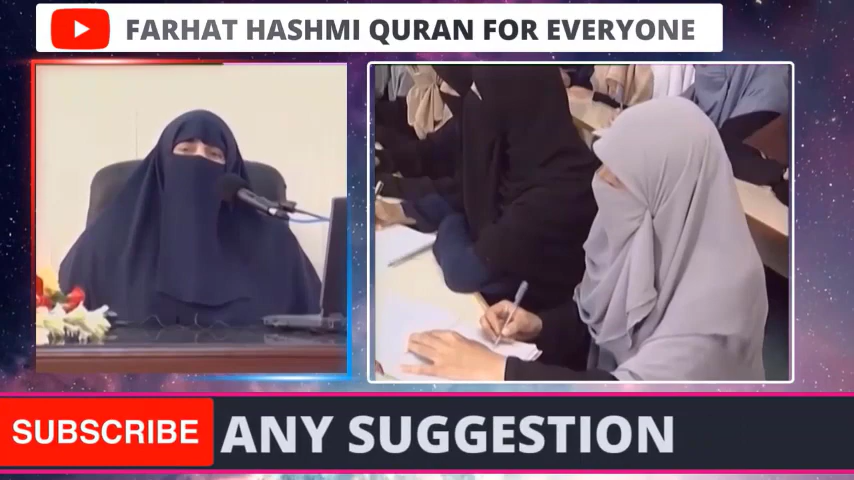 FARHAT HASHMI QURAN FOR EVERYONE
SUBSCRIBE ANY SUGGESTION